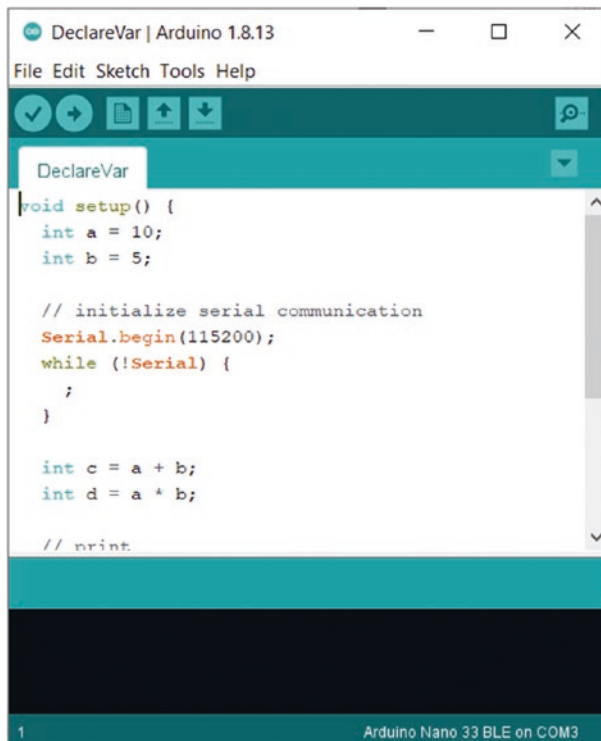 DeclareVar | Arduino 1.8.13
File Edit Sketch Tools Help
DeclareVar
void setup() {
  int a = 10;
  int b = 5;

  // initialize serial communication
  Serial.begin(115200);
  while (!Serial) {
    ;
  }

  int c = a + b;
  int d = a * b;

  // print
1 Arduino Nano 33 BLE on COM3